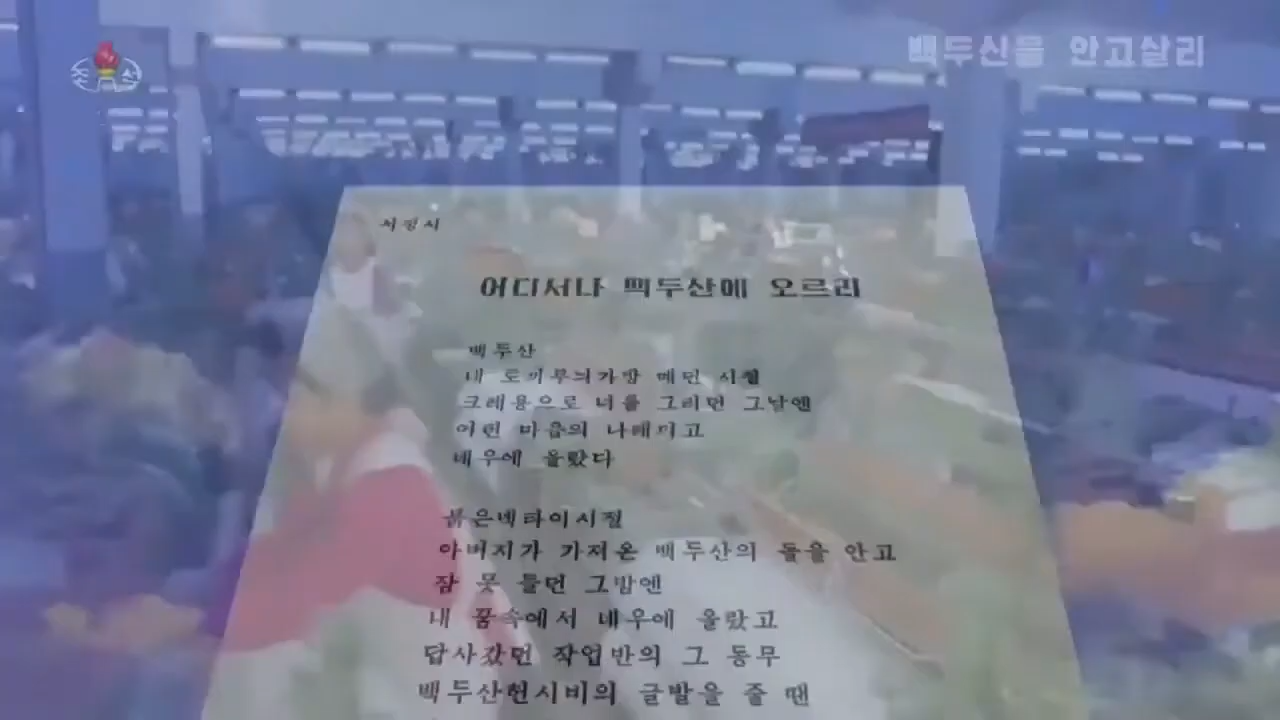 조선
백두산을 안고살리
서정시
어디서나 백두산에 오르리
백두산
내 토끼무늬가방 메던 시절
크레용으로 너를 그리던 그날엔
어린 마음의 나래펴고
네우에 올랐다
붉은넥타이시절
아버지가 가져온 백두산의 돌을 안고
잠 못 들던 그밤엔
내 꿈속에서 네우에 올랐고
답사갔던 작업반의 그 동무
백두산헌시비의 글발을 줄 땐